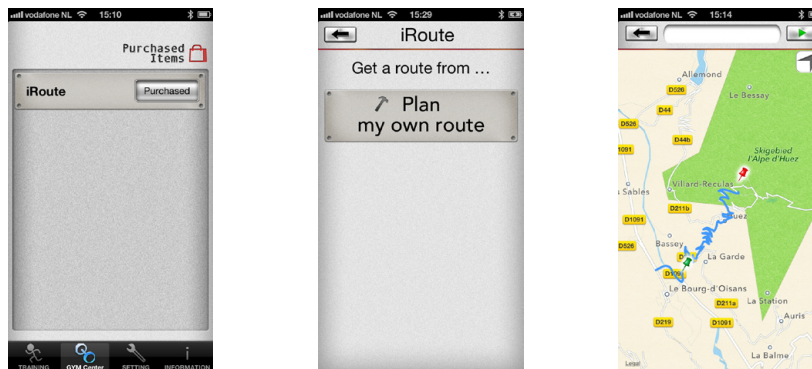 vodafone NL 15:10
Purchased
Items
iRoute Purchased
TRAINING GYM Center SETTING INFORMATION
vodafone NL 15:29
iRoute
Get a route from ...
Plan
my own route
vodafone NL 15:14
Allemond
D526
Le Bessay
D44
D526
D44b
1091
Skigebied
l'Alpe d'Huez
Villard-Reculas
Sables
D211b
D1091
Huez
D526
Bassey
La Garde
Le Bourg-d'Oisans
D211a
La Station
Auris
D219
D1091
La Balme
Legal